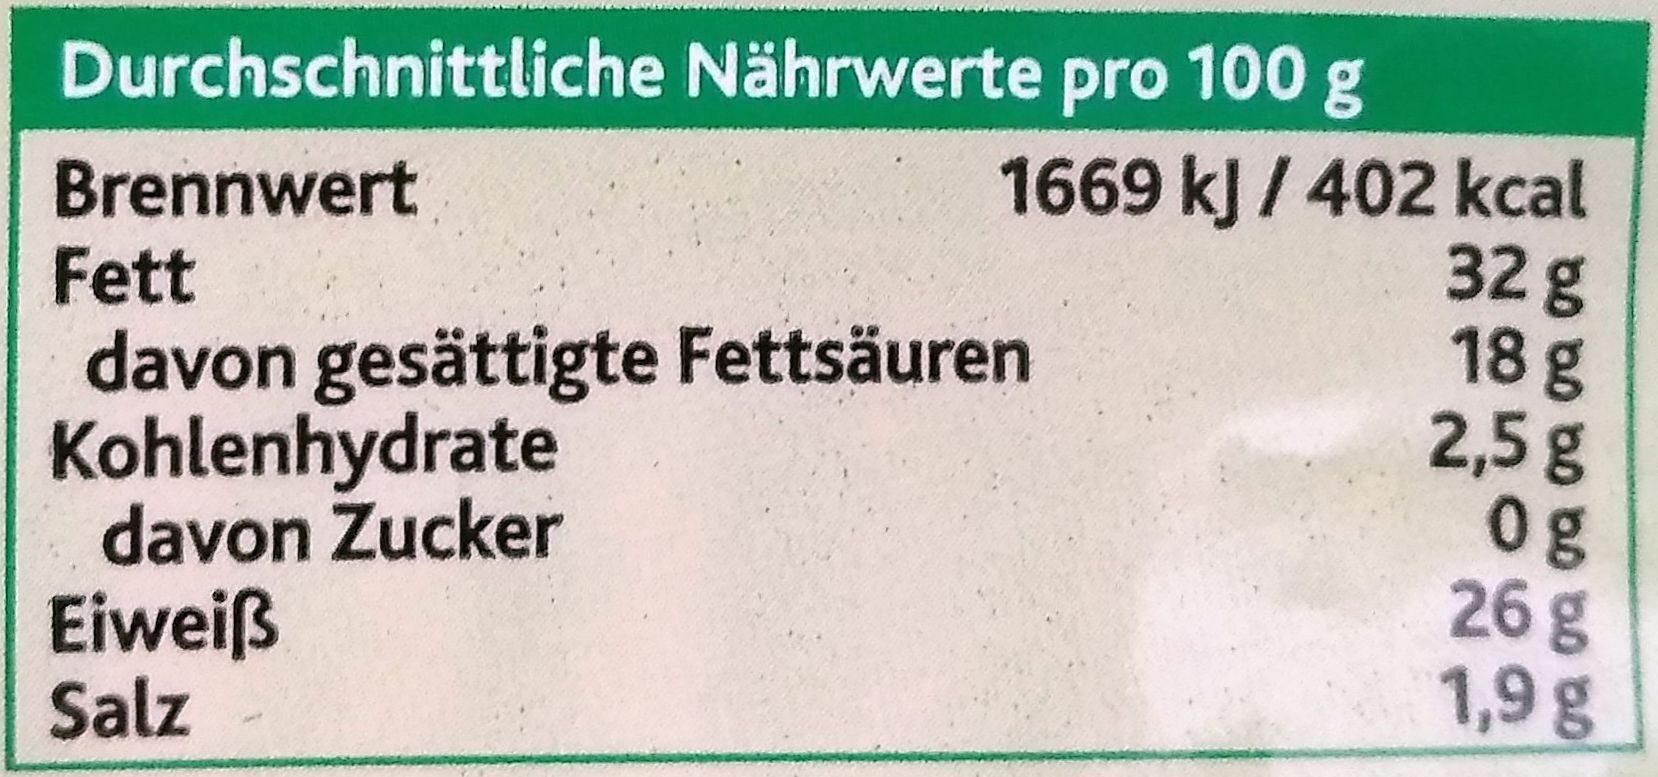 Durchschnittliche Nährwerte pro 100 g
Brennwert 1669 kJ / 402 kcal
Fett 32 g
davon gesättigte Fettsäuren 18 g
Kohlenhydrate 2,5 g
davon Zucker 0 g
Eiweiß 26 g
Salz 1,9 g